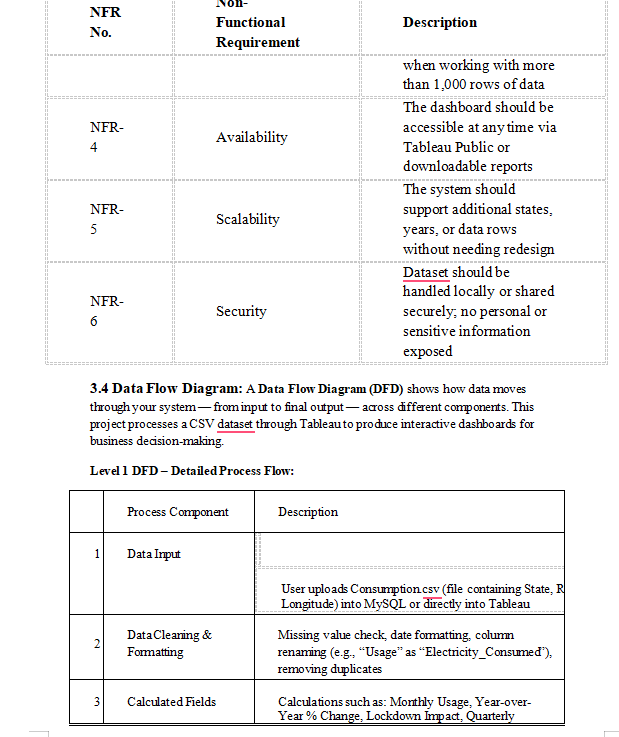 NFR
No.
Non-
Functional
Requirement
Description
when working with more
than 1,000 rows of data
NFR-
4
Availability
The dashboard should be
accessible at any time via
Tableau Public or
downloadable reports
NFR-
5
Scalability
The system should
support additional states,
years, or data rows
without needing redesign
NFR-
6
Security
Dataset should be
handled locally or shared
securely; no personal or
sensitive information
exposed
3.4 Data Flow Diagram: A Data Flow Diagram (DFD) shows how data moves
through your system — from input to final output — across different components. This
project processes a CSV dataset through Tableau to produce interactive dashboards for
business decision-making.
Level 1 DFD – Detailed Process Flow:
Process Component
Description
1
Data Input
User uploads Consumption.csv (file containing State, R
Longitude) into MySQL or directly into Tableau
2
Data Cleaning &
Formatting
Missing value check, date formatting, column
renaming (e.g., “Usage” as “Electricity_Consumed”),
removing duplicates
3
Calculated Fields
Calculations such as: Monthly Usage, Year-over-
Year % Change, Lockdown Impact, Quarterly